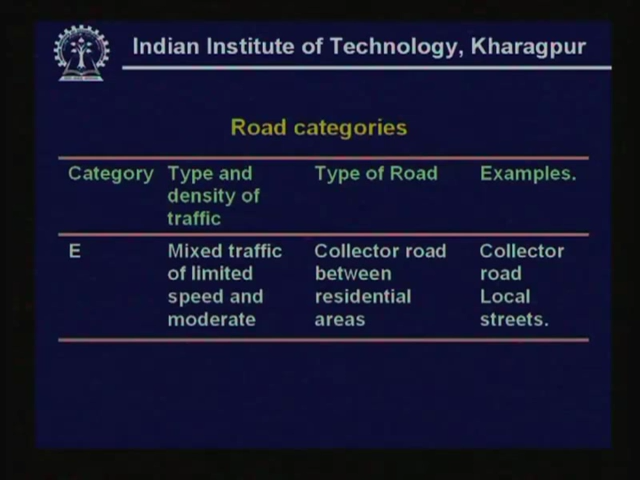 Indian Institute of Technology, Kharagpur
Road categories
Category Type and density of traffic Type of Road Examples.
E Mixed traffic of limited speed and moderate Collector road between residential areas Collector road Local streets.